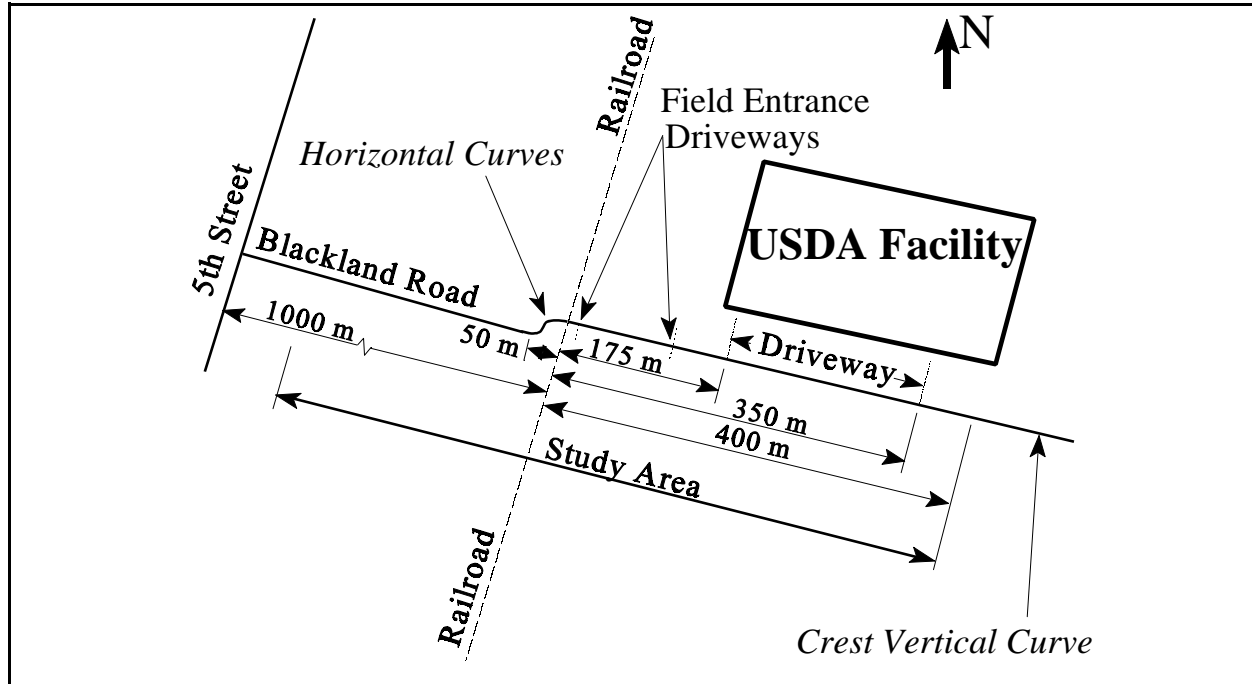 Railroad
N
Field Entrance
Driveways
Horizontal Curves
5th Street
USDA Facility
Blackland Road
1000 m
50 m
175 m
Driveway
350 m
400 m
Study Area
Railroad
Crest Vertical Curve